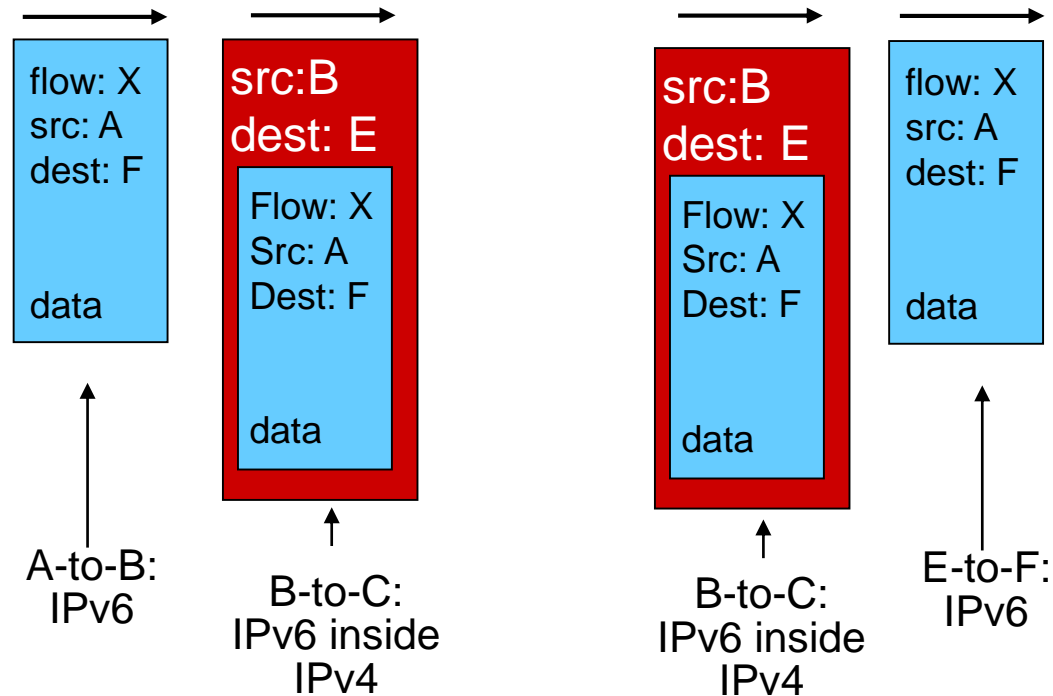 flow: X
src: A
dest: F
data
A-to-B:
IPv6
src:B
dest: E
Flow: X
Src: A
Dest: F
data
B-to-C:
IPv6 inside
IPv4
src:B
dest: E
Flow: X
Src: A
Dest: F
data
B-to-C:
IPv6 inside
IPv4
flow: X
src: A
dest: F
data
E-to-F:
IPv6